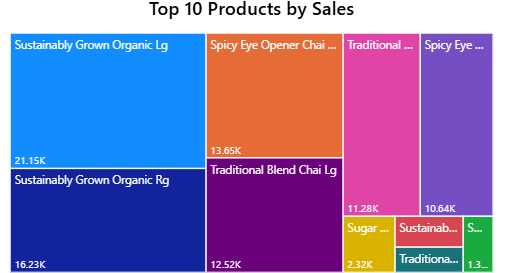 Top 10 Products by Sales
Sustainably Grown Organic Lg
21.15K
Sustainably Grown Organic Rg
16.23K
Spicy Eye Opener Chai ...
13.65K
Traditional Blend Chai Lg
12.52K
Traditional ...
11.28K
Spicy Eye ...
10.64K
Sugar ...
2.32K
Sustainab...
Traditiona...
S...
1.3...